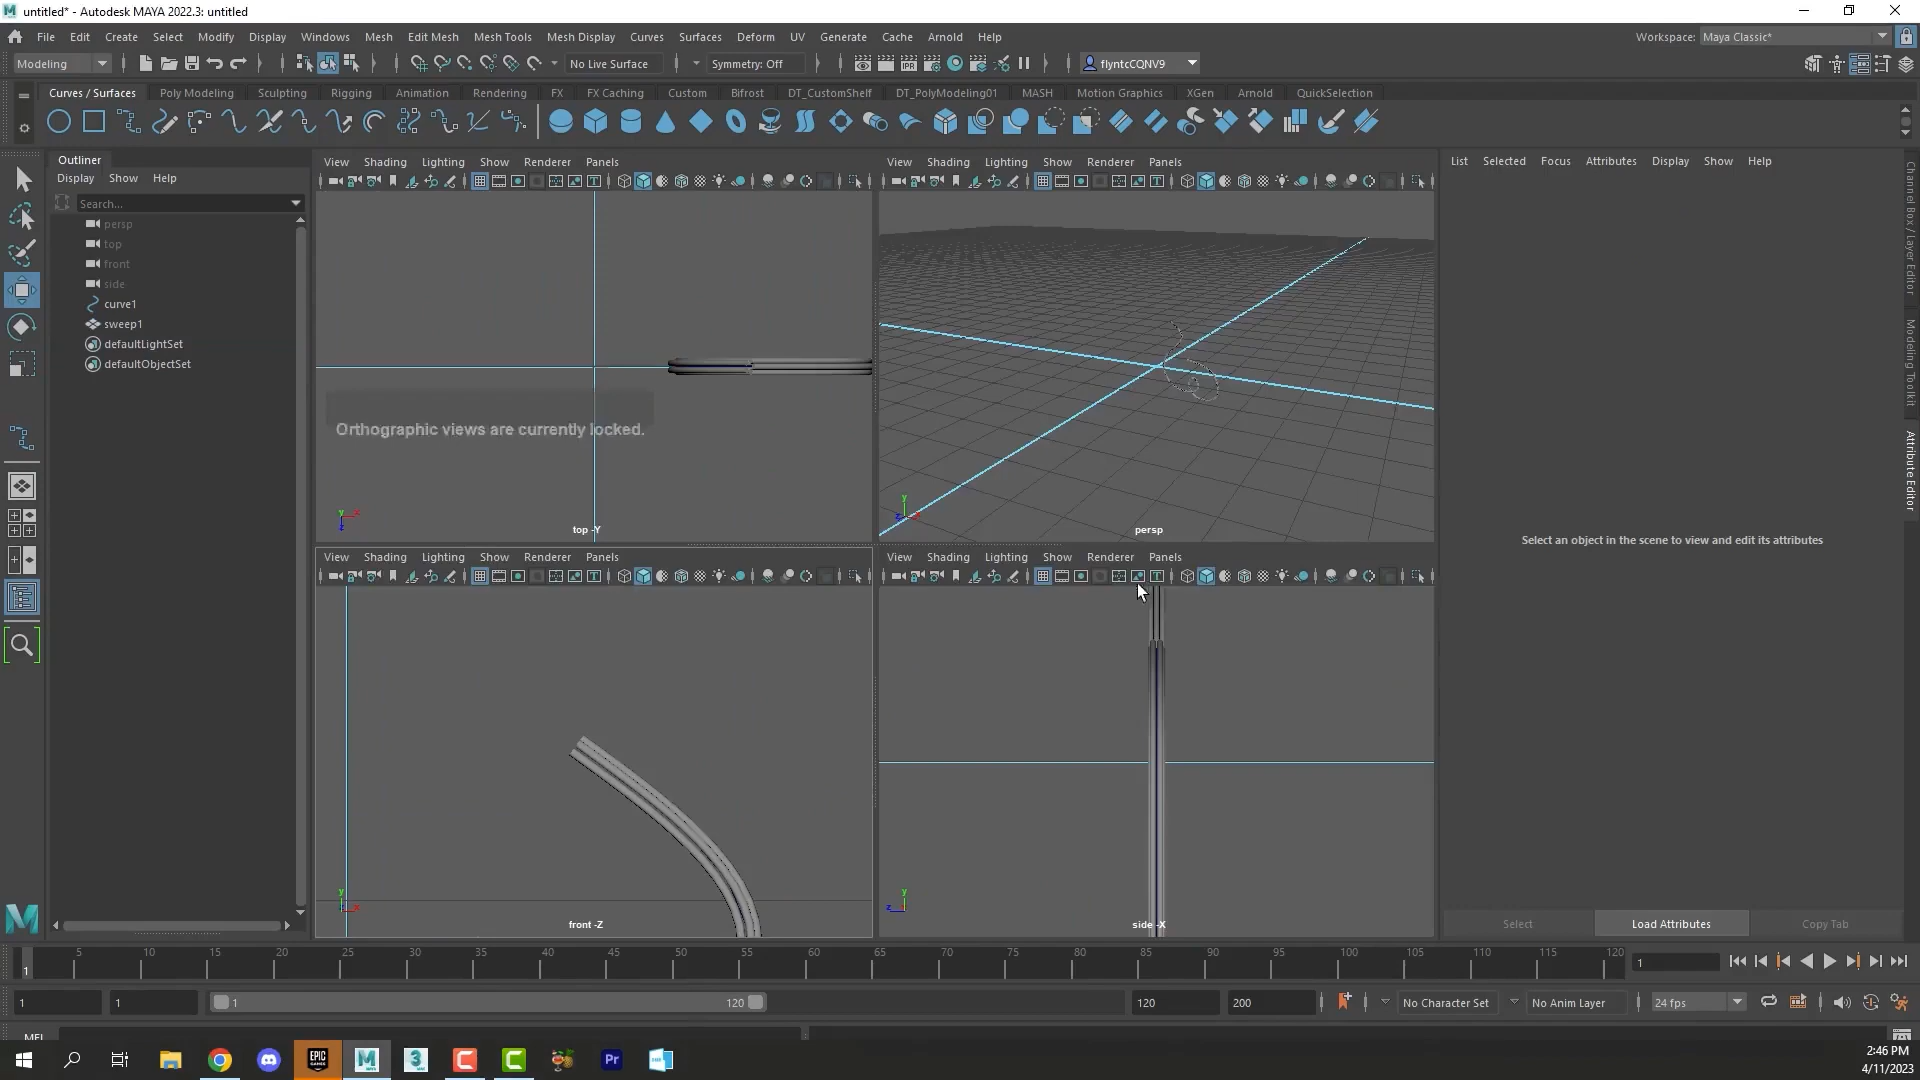 untitled* - Autodesk MAYA 2022.3: untitled
File Edit Create Select Modify Display Windows Mesh Edit Mesh Mesh Tools Mesh Display Curves Surfaces Deform UV Generate Cache Arnold Help
Workspace: Maya Classic*
Modeling
No Live Surface
Symmetry: Off
flyntcCQNV9
Curves / Surfaces Poly Modeling Sculpting Rigging Animation Rendering FX FX Caching Custom Bifrost DT_CustomShelf DT_PolyModeling01 MASH Motion Graphics XGen Arnold QuickSelection
Outliner
Display Show Help
Search...
persp
top
front
side
curve1
sweep1
defaultLightSet
defaultObjectSet
View Shading Lighting Show Renderer Panels
Orthographic views are currently locked.
top -Y
View Shading Lighting Show Renderer Panels
persp
View Shading Lighting Show Renderer Panels
front -Z
View Shading Lighting Show Renderer Panels
side -X
List Selected Focus Attributes Display Show Help
Select an object in the scene to view and edit its attributes
Select Load Attributes Copy Tab
Channel Box / Layer Editor
Modeling Toolkit
Attribute Editor
5 10 15 20 25 30 35 40 45 50 55 60 65 70 75 80 85 90 95 100 105 110 115 120
1
1
1 1 1 120 120 200 No Character Set No Anim Layer 24 fps
MEL
2:46 PM
4/11/2023